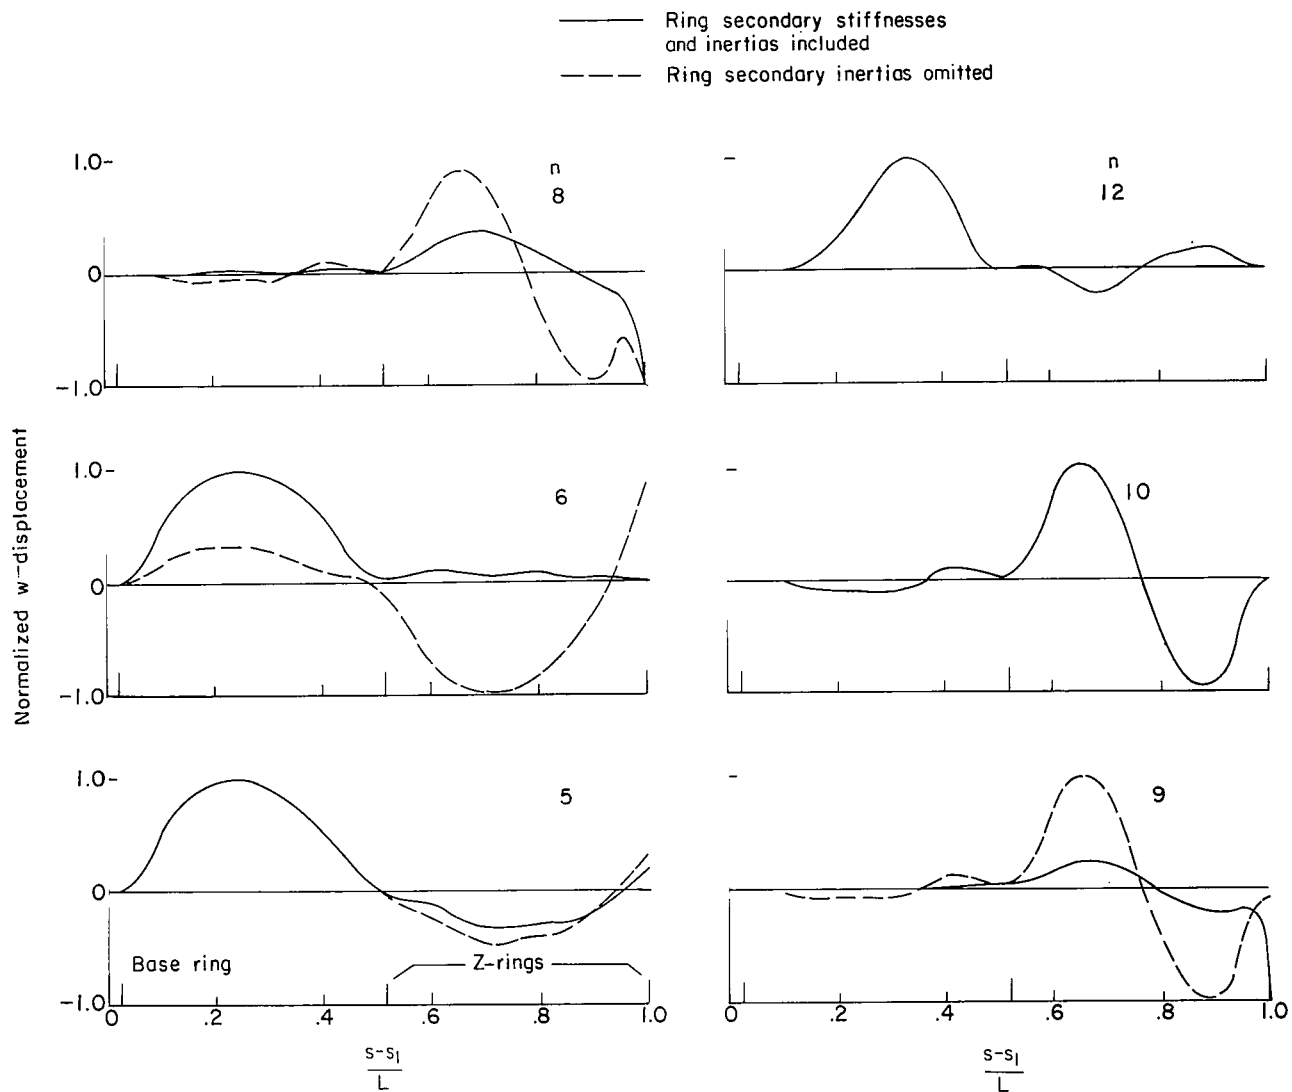 Ring secondary stiffnesses
and inertias included
Ring secondary inertias omitted
Normalized w-displacement
1.0
0
-1.0
n
8
n
12
1.0
0
-1.0
6
10
1.0
0
-1.0
5
Base ring
Z-rings
9
0 .2 .4 .6 .8 1.0
0 .2 .4 .6 .8 1.0
s-s1
L
s-s1
L